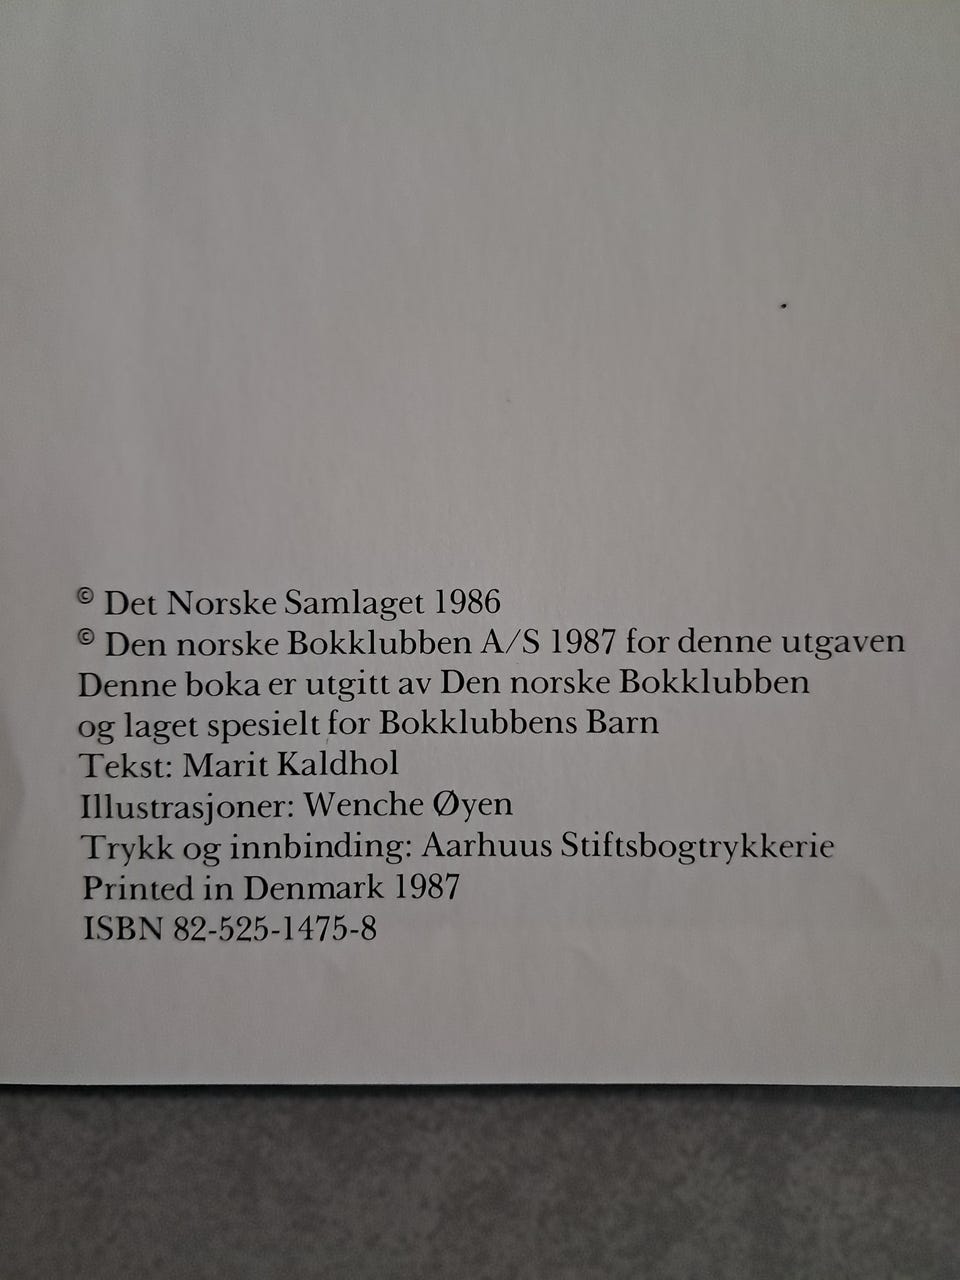 © Det Norske Samlaget 1986
© Den norske Bokklubben A/S 1987 for denne utgaven
Denne boka er utgitt av Den norske Bokklubben
og laget spesielt for Bokklubbens Barn
Tekst: Marit Kaldhol
Illustrasjoner: Wenche Øyen
Trykk og innbinding: Aarhuus Stiftsbogtrykkerie
Printed in Denmark 1987
ISBN 82-525-1475-8